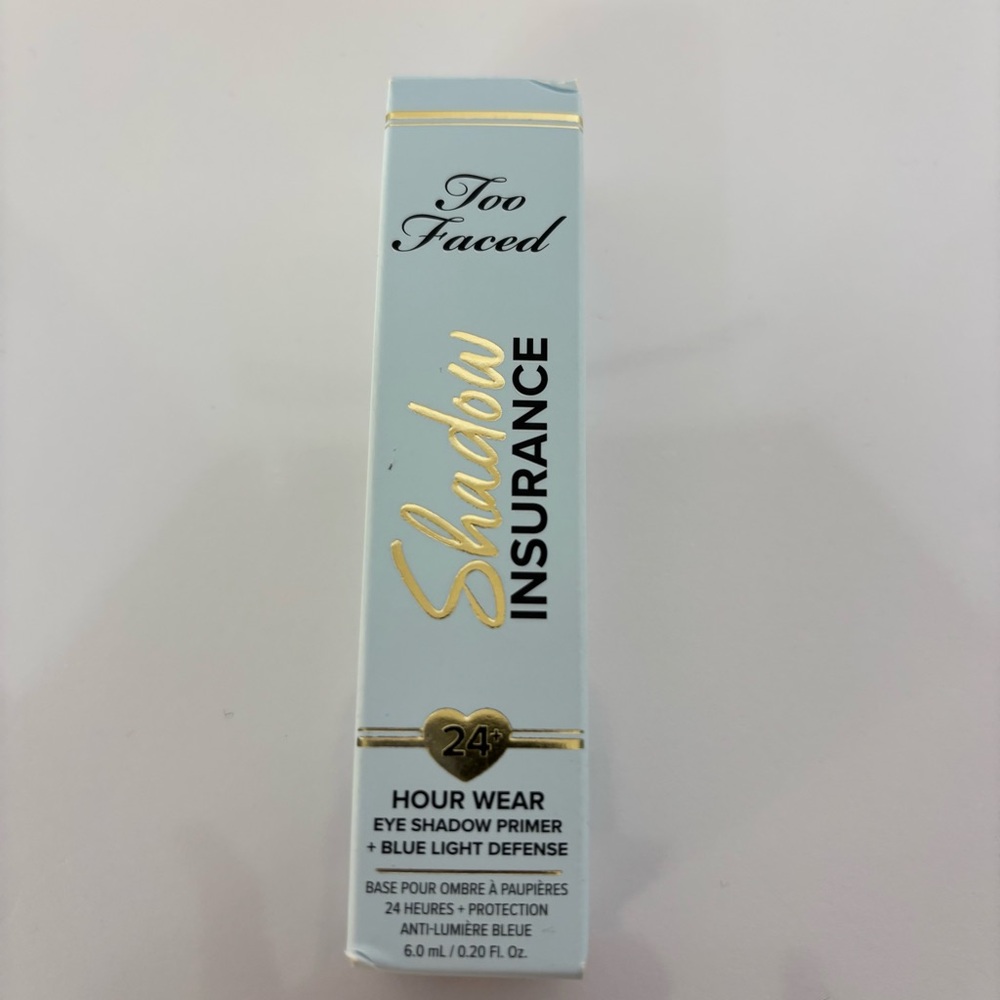 Too
Faced
Shadow
INSURANCE
24+
HOUR WEAR
EYE SHADOW PRIMER
+ BLUE LIGHT DEFENSE
BASE POUR OMBRE À PAUPIÈRES
24 HEURES + PROTECTION
ANTI-LUMIÈRE BLEUE
6.0 mL / 0.20 Fl. Oz.